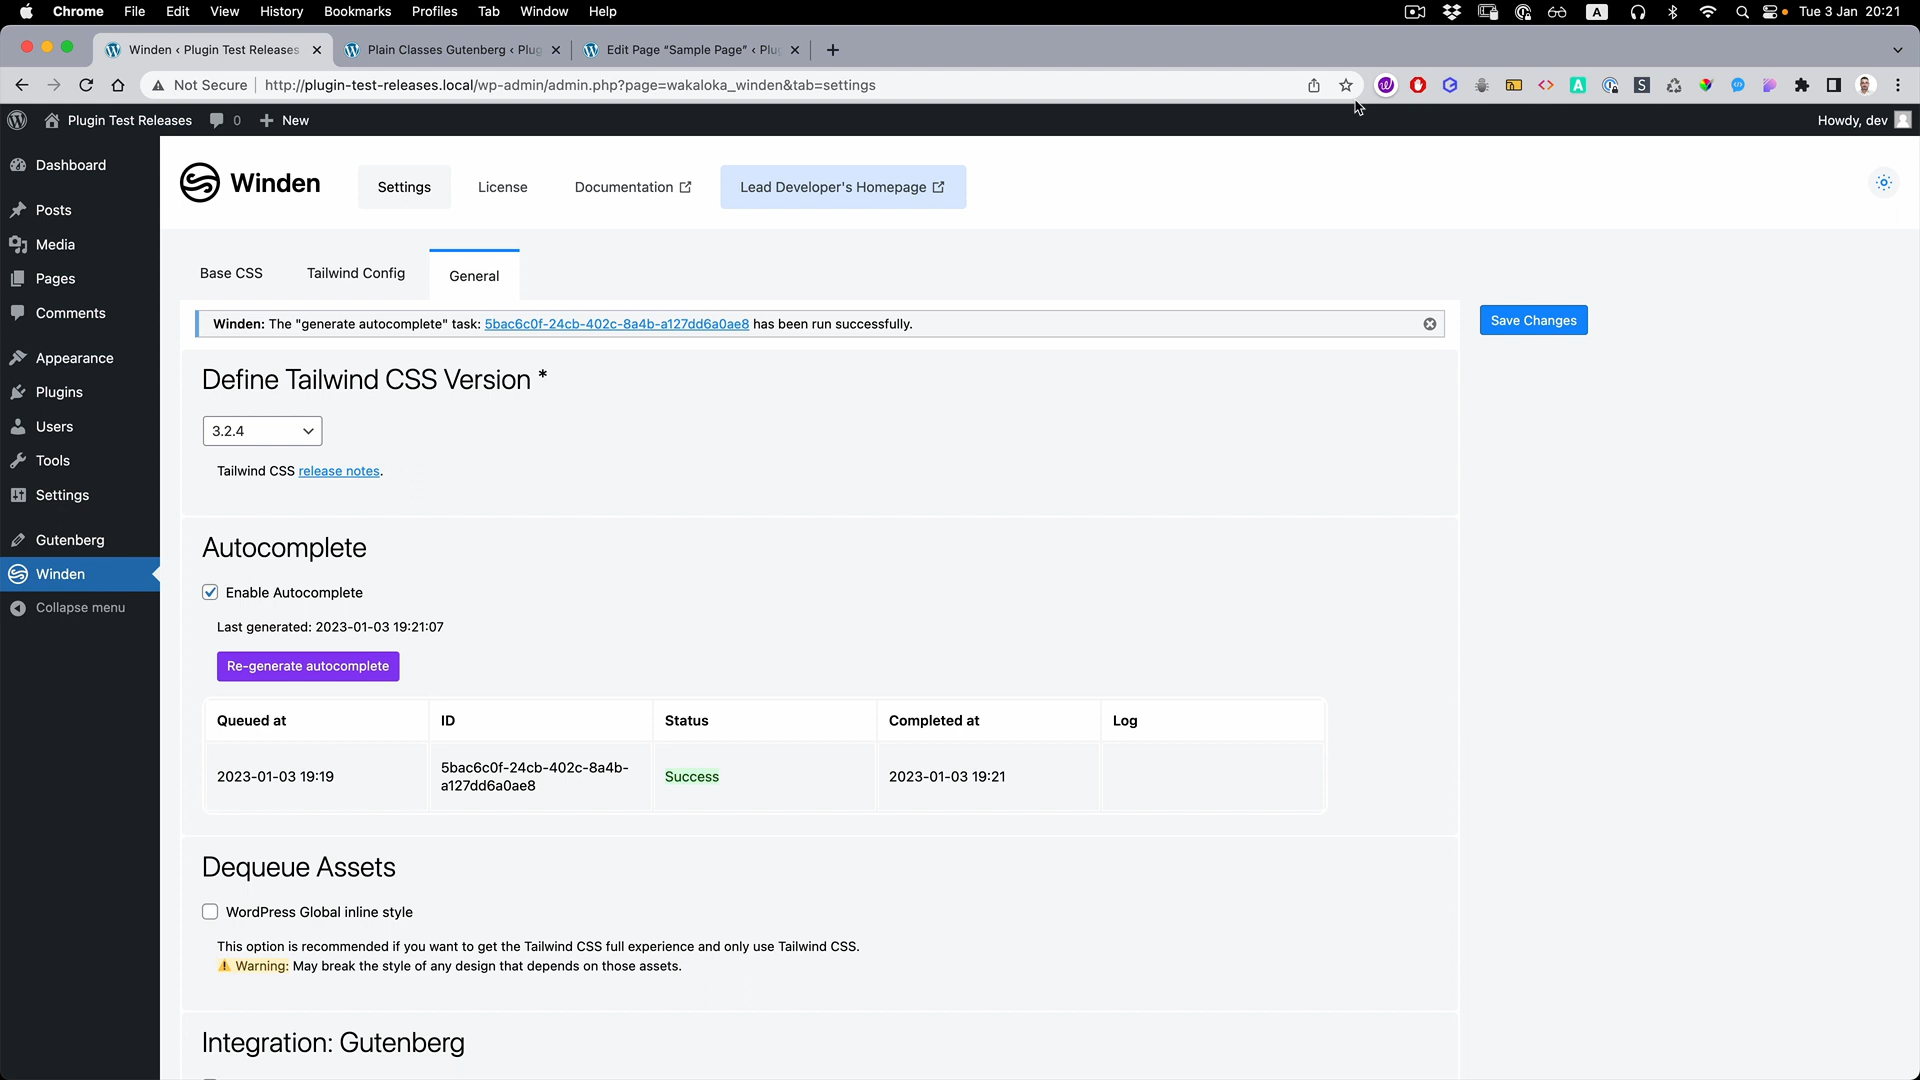 Chrome File Edit View History Bookmarks Profiles Tab Window Help A Tue 3 Jan 20:21
Winden ‹ Plugin Test Releases Plain Classes Gutenberg ‹ Plug Edit Page “Sample Page” ‹ Plug
Not Secure http://plugin-test-releases.local/wp-admin/admin.php?page=wakaloka_winden&tab=settings
Plugin Test Releases 0 New Howdy, dev
Dashboard
Posts
Media
Pages
Comments
Appearance
Plugins
Users
Tools
Settings
Gutenberg
Winden
Collapse menu
Winden Settings License Documentation Lead Developer's Homepage
Base CSS Tailwind Config General
Winden: The "generate autocomplete" task: 5bac6c0f-24cb-402c-8a4b-a127dd6a0ae8 has been run successfully.
Save Changes
Define Tailwind CSS Version *
3.2.4
Tailwind CSS release notes.
Autocomplete
Enable Autocomplete
Last generated: 2023-01-03 19:21:07
Re-generate autocomplete
Queued at ID Status Completed at Log
2023-01-03 19:19 5bac6c0f-24cb-402c-8a4b-
a127dd6a0ae8 Success 2023-01-03 19:21
Dequeue Assets
WordPress Global inline style
This option is recommended if you want to get the Tailwind CSS full experience and only use Tailwind CSS.
Warning: May break the style of any design that depends on those assets.
Integration: Gutenberg